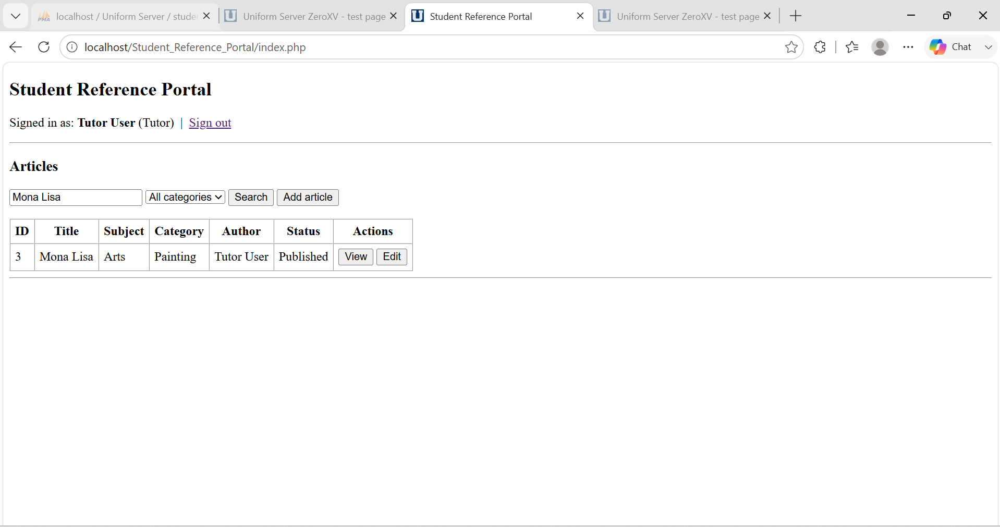 localhost / Uniform Server / stude
Uniform Server ZeroXV - test page
Student Reference Portal
Uniform Server ZeroXV - test page
localhost/Student_Reference_Portal/index.php
Chat
Student Reference Portal
Signed in as: Tutor User (Tutor) | Sign out
Articles
Mona Lisa All categories Search Add article
ID Title Subject Category Author Status Actions
3 Mona Lisa Arts Painting Tutor User Published View Edit